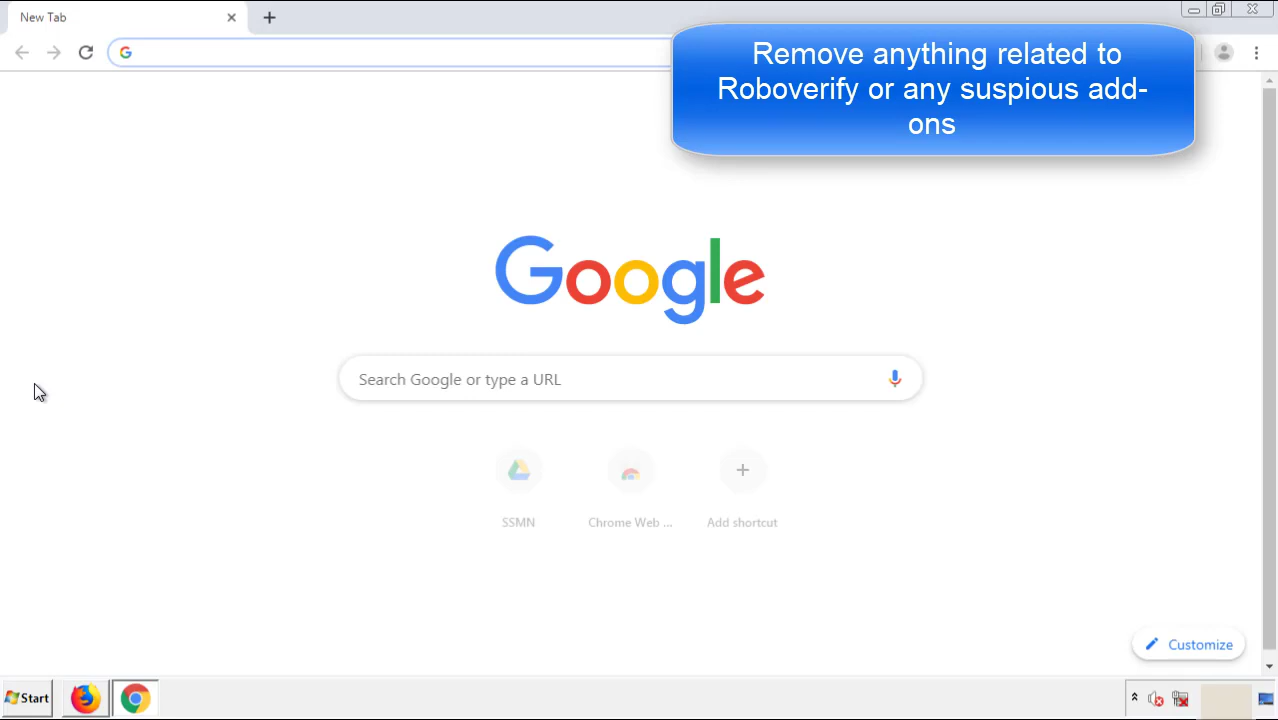 New Tab
Remove anything related to
Roboverify or any suspious add-
ons
Google
Search Google or type a URL
SSMN
Chrome Web ...
Add shortcut
Customize
Start